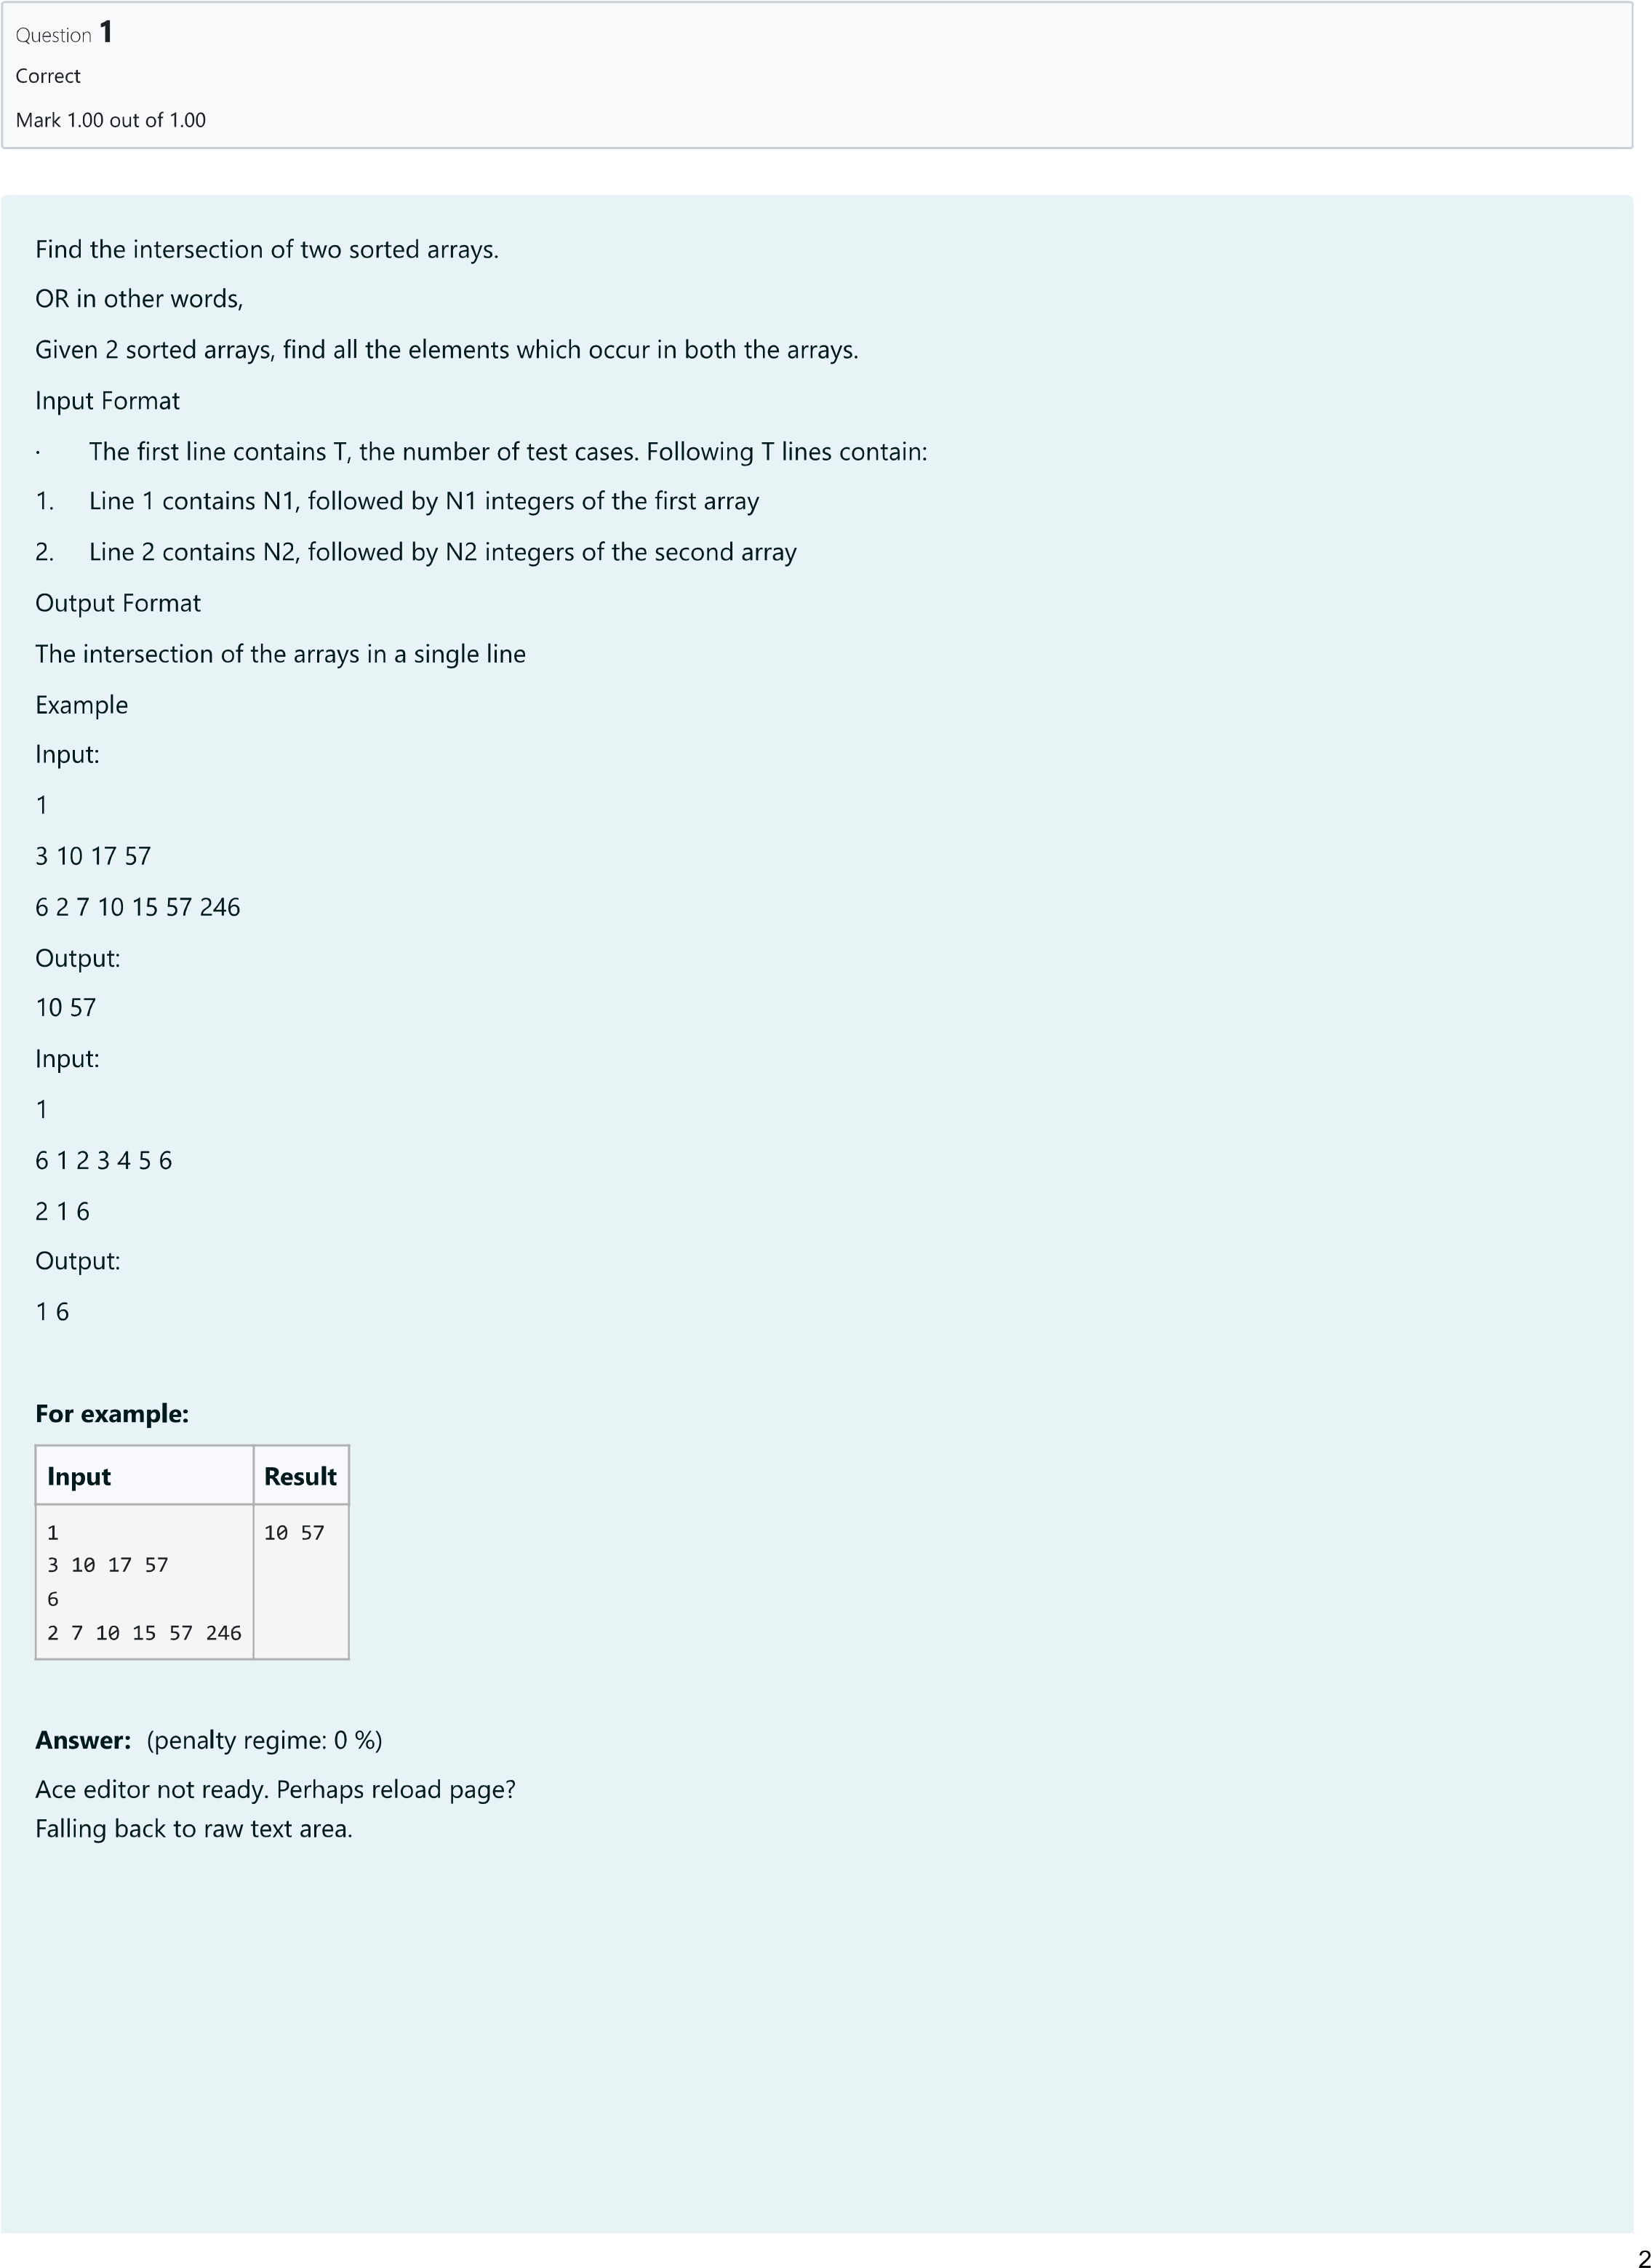 Question 1
Correct
Mark 1.00 out of 1.00
Find the intersection of two sorted arrays.
OR in other words,
Given 2 sorted arrays, find all the elements which occur in both the arrays.
Input Format
· The first line contains T, the number of test cases. Following T lines contain:
1. Line 1 contains N1, followed by N1 integers of the first array
2. Line 2 contains N2, followed by N2 integers of the second array
Output Format
The intersection of the arrays in a single line
Example
Input:
1
3 10 17 57
6 2 7 10 15 57 246
Output:
10 57
Input:
1
6 1 2 3 4 5 6
2 1 6
Output:
1 6
For example:
Input Result
1 10 57
3 10 17 57
6
2 7 10 15 57 246
Answer: (penalty regime: 0 %)
Ace editor not ready. Perhaps reload page?
Falling back to raw text area.
2